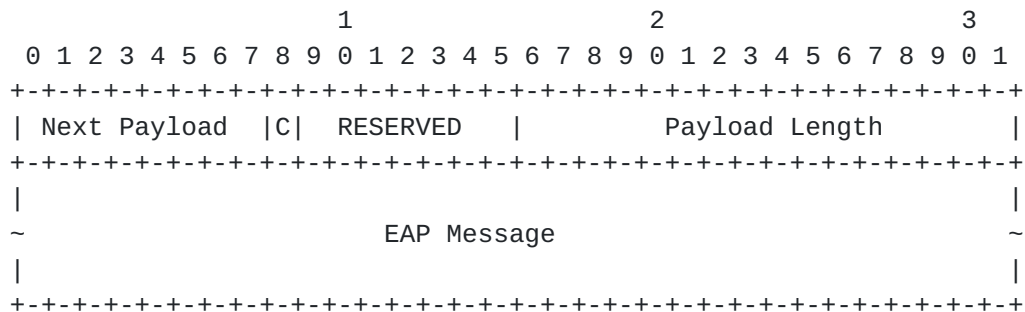 1                   2                   3
 0 1 2 3 4 5 6 7 8 9 0 1 2 3 4 5 6 7 8 9 0 1 2 3 4 5 6 7 8 9 0 1
+-+-+-+-+-+-+-+-+-+-+-+-+-+-+-+-+-+-+-+-+-+-+-+-+-+-+-+-+-+-+-+-+
| Next Payload  |C|  RESERVED   |         Payload Length        |
+-+-+-+-+-+-+-+-+-+-+-+-+-+-+-+-+-+-+-+-+-+-+-+-+-+-+-+-+-+-+-+-+
|                                                               |
~                       EAP Message                             ~
|                                                               |
+-+-+-+-+-+-+-+-+-+-+-+-+-+-+-+-+-+-+-+-+-+-+-+-+-+-+-+-+-+-+-+-+